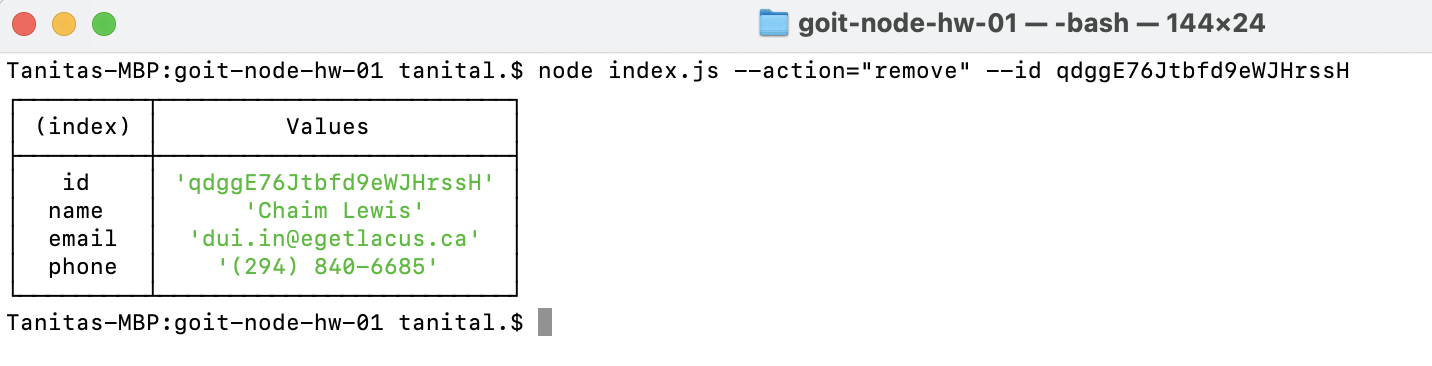 goit-node-hw-01 — -bash — 144×24
Tanitas-MBP:goit-node-hw-01 tanital.$ node index.js --action="remove" --id qdggE76Jtbfd9eWJHrssH
(index) Values
id 'qdggE76Jtbfd9eWJHrssH'
name 'Chaim Lewis'
email 'dui.in@egetlacus.ca'
phone '(294) 840-6685'
Tanitas-MBP:goit-node-hw-01 tanital.$